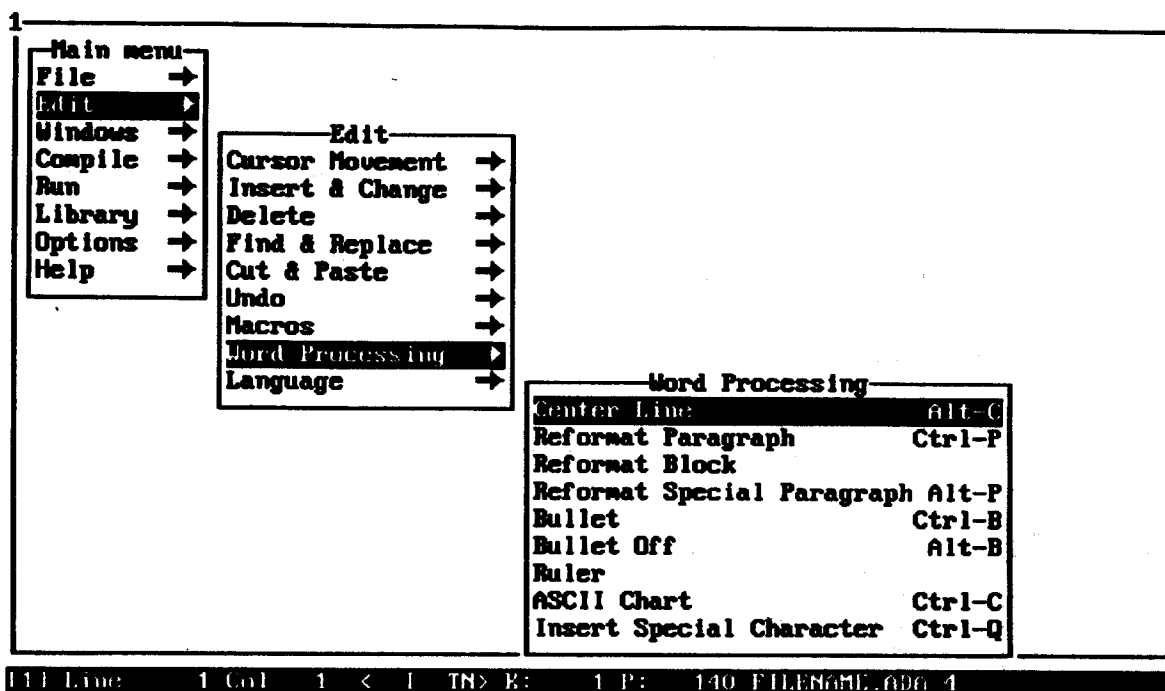 1
Main menu
File →
Edit ▸
Windows →
Compile →
Run →
Library →
Options →
Help →
Edit
Cursor Movement →
Insert & Change →
Delete →
Find & Replace →
Cut & Paste →
Undo →
Macros →
Word Processing ▸
Language →
Word Processing
Center Line Alt-C
Reformat Paragraph Ctrl-P
Reformat Block
Reformat Special Paragraph Alt-P
Bullet Ctrl-B
Bullet Off Alt-B
Ruler
ASCII Chart Ctrl-C
Insert Special Character Ctrl-Q
[1] Line 1 Col 1 < I TN> K: 1 P: 140 FILENAME.ADA 4